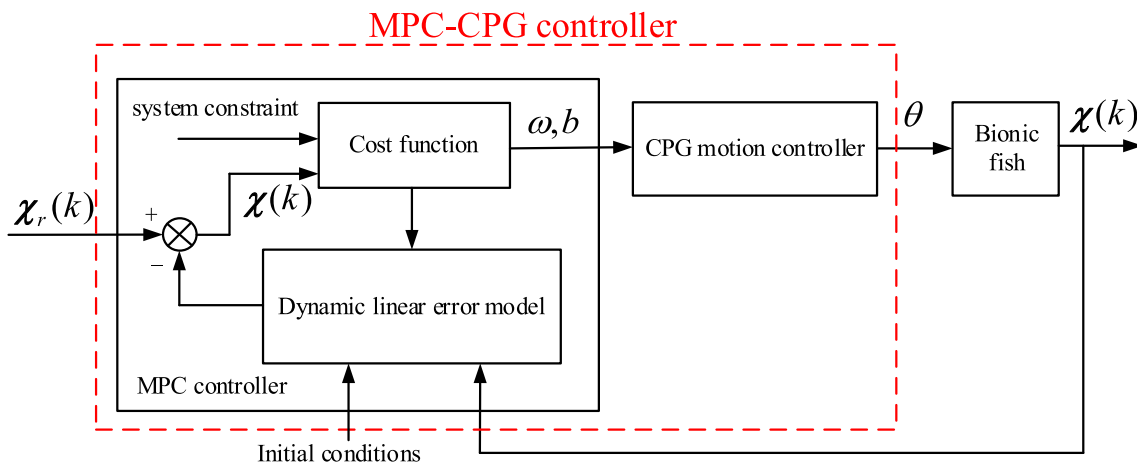 MPC-CPG controller
system constraint
Cost function
ω,b
CPG motion controller
θ
Bionic
fish
χ(k)
χ_r(k)
+
−
χ(k)
Dynamic linear error model
MPC controller
Initial conditions